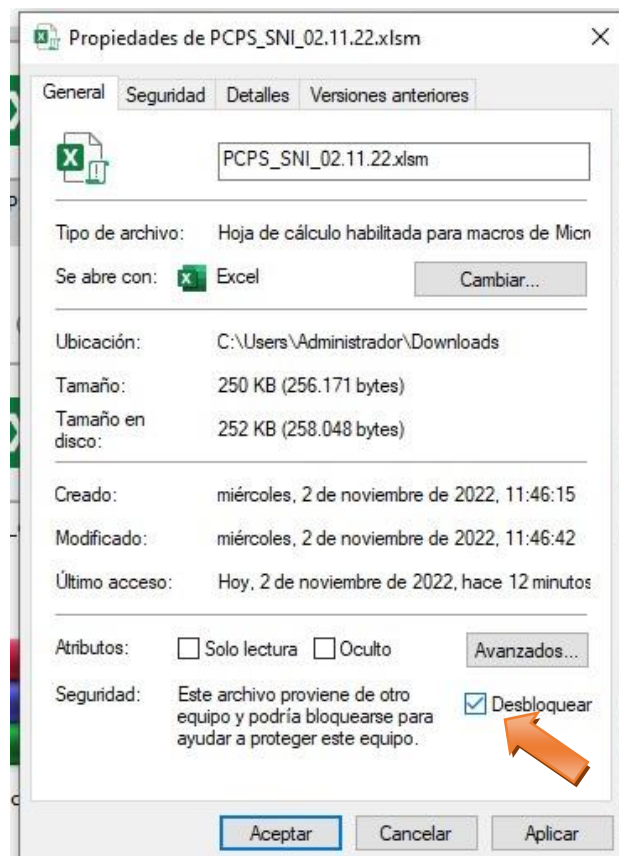 Propiedades de PCPS_SNI_02.11.22.xlsm
General Seguridad Detalles Versiones anteriores
PCPS_SNI_02.11.22.xlsm
Tipo de archivo: Hoja de cálculo habilitada para macros de Micr
Se abre con: Excel Cambiar...
Ubicación: C:\Users\Administrador\Downloads
Tamaño: 250 KB (256.171 bytes)
Tamaño en
disco: 252 KB (258.048 bytes)
Creado: miércoles, 2 de noviembre de 2022, 11:46:15
Modificado: miércoles, 2 de noviembre de 2022, 11:46:42
Último acceso: Hoy, 2 de noviembre de 2022, hace 12 minutos
Atributos: Solo lectura Oculto Avanzados...
Seguridad: Este archivo proviene de otro
equipo y podría bloquearse para
ayudar a proteger este equipo.
Desbloquear
Aceptar Cancelar Aplicar